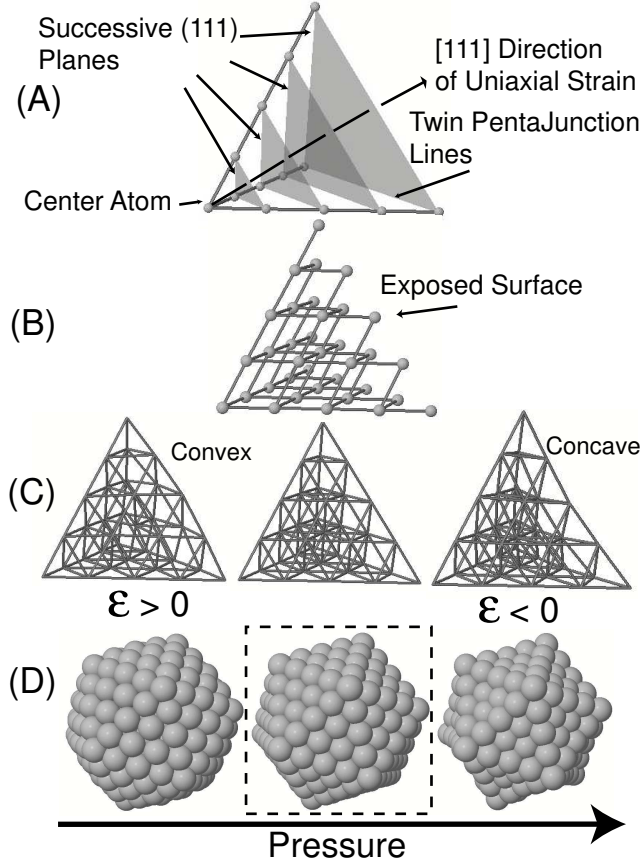 Successive (111)
Planes
(A)
[111] Direction
of Uniaxial Strain
Twin PentaJunction
Lines
Center Atom
(B)
Exposed Surface
(C)
Convex
Concave
ε > 0
ε < 0
(D)
Pressure